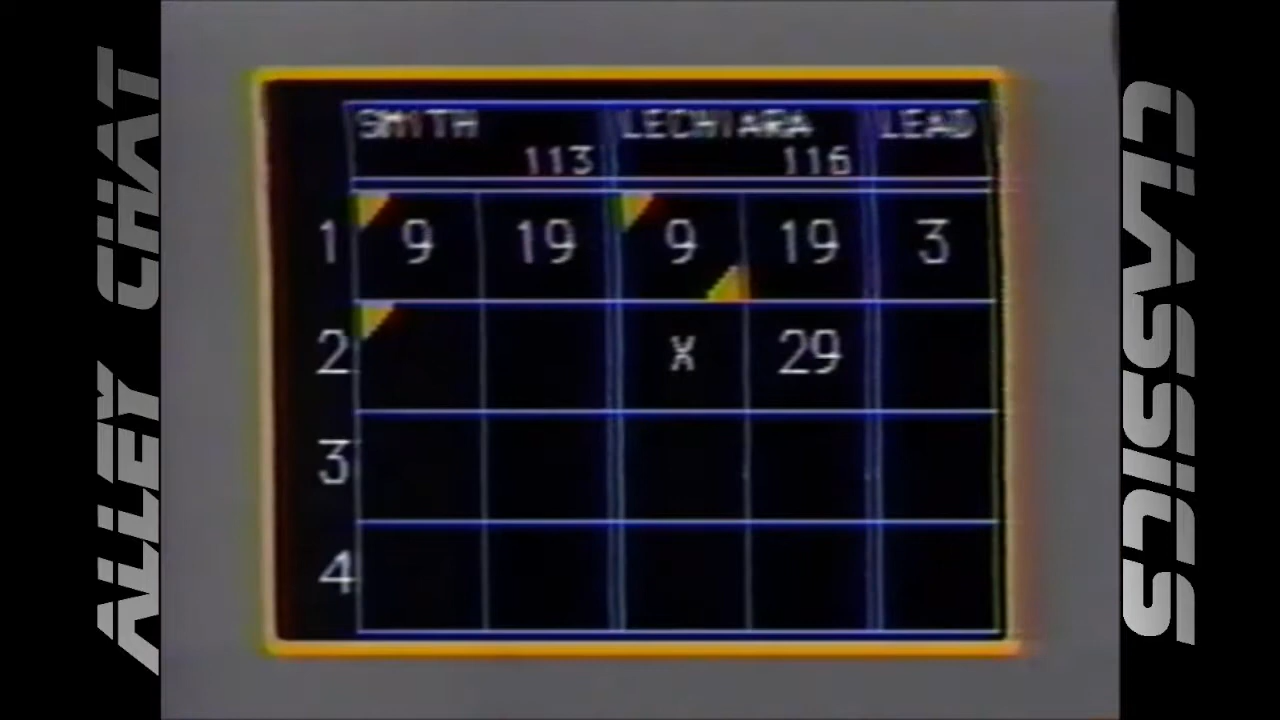 ALLEY CHAT
SMITH LECHIARA LEAD
113 116
1 9 19 9 19 3
2 X 29
3
4
CLASSICS